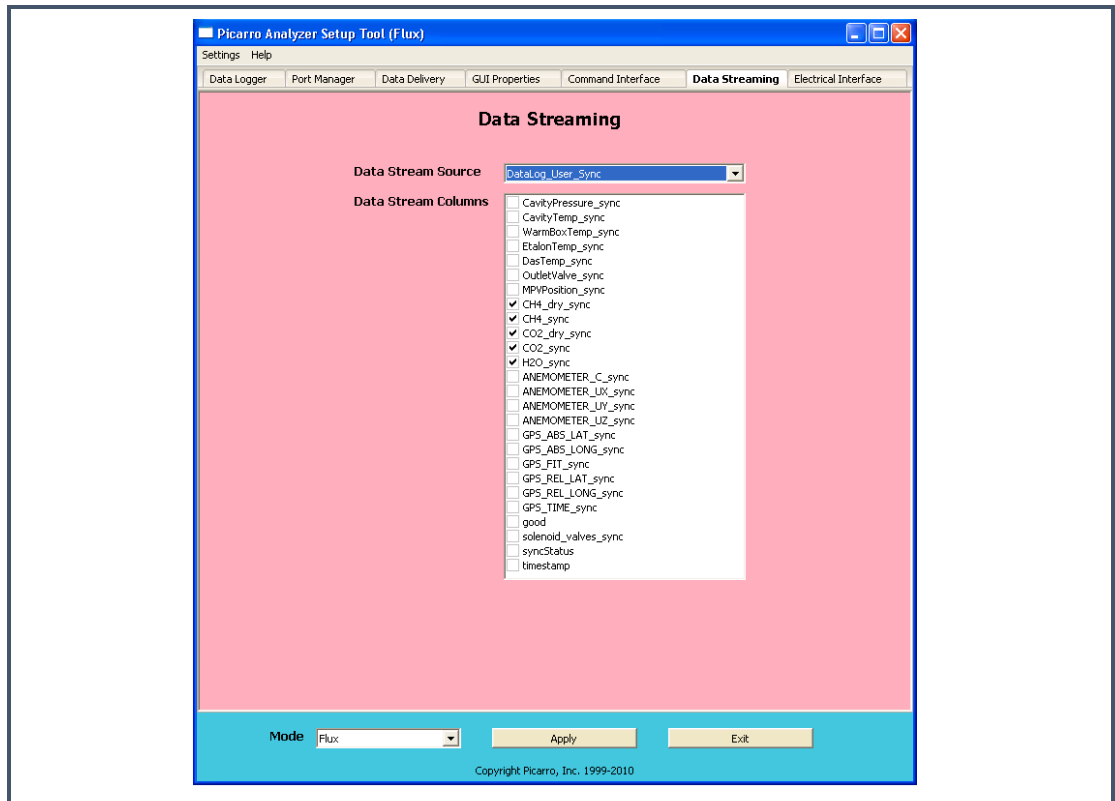 Picarro Analyzer Setup Tool (Flux)
Settings Help
Data Logger Port Manager Data Delivery GUI Properties Command Interface Data Streaming Electrical Interface
Data Streaming
Data Stream Source DataLog_User_Sync
Data Stream Columns
CavityPressure_sync
CavityTemp_sync
WarmBoxTemp_sync
EtalonTemp_sync
DasTemp_sync
OutletValve_sync
MPVPosition_sync
CH4_dry_sync
CH4_sync
CO2_dry_sync
CO2_sync
H2O_sync
ANEMOMETER_C_sync
ANEMOMETER_UX_sync
ANEMOMETER_UY_sync
ANEMOMETER_UZ_sync
GPS_ABS_LAT_sync
GPS_ABS_LONG_sync
GPS_FIT_sync
GPS_REL_LAT_sync
GPS_REL_LONG_sync
GPS_TIME_sync
good
solenoid_valves_sync
syncStatus
timestamp
Mode Flux Apply Exit
Copyright Picarro, Inc. 1999-2010